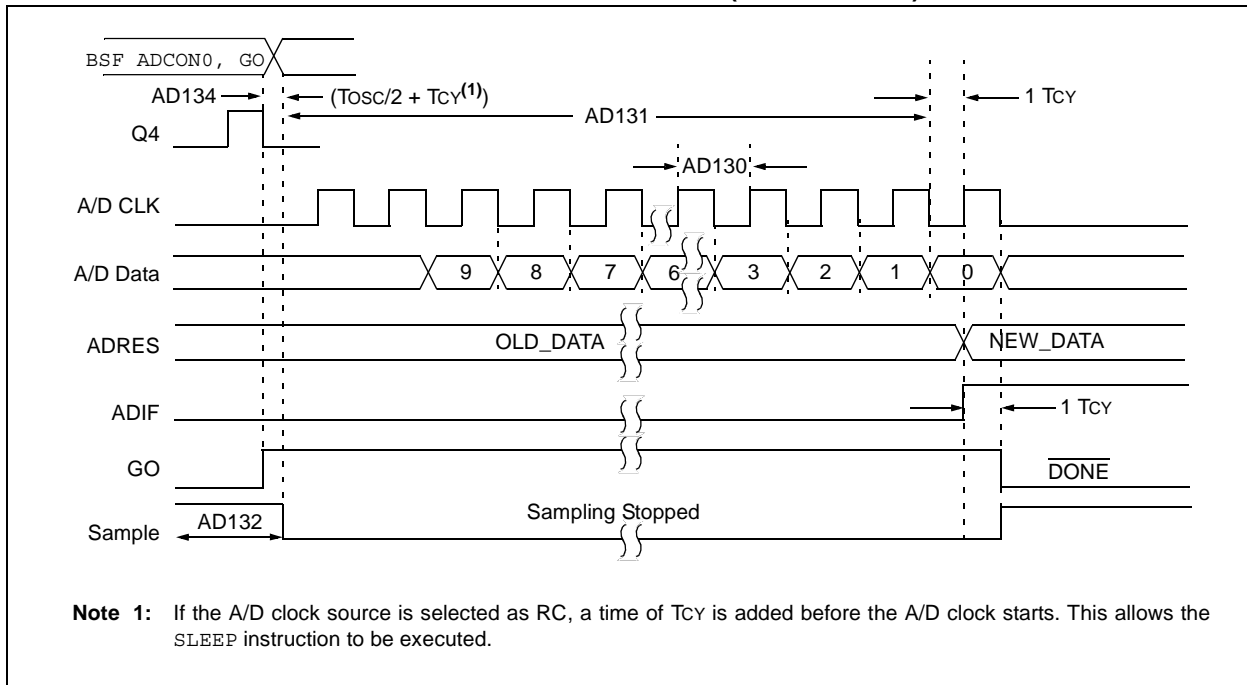 BSF ADCON0, GO
AD134
(TOSC/2 + TCY(1))
1 TCY
AD131
Q4
AD130
A/D CLK
A/D Data
9 8 7 6 3 2 1 0
ADRES
OLD_DATA
NEW_DATA
ADIF
1 TCY
GO
DONE
Sample
AD132
Sampling Stopped
Note 1: If the A/D clock source is selected as RC, a time of TCY is added before the A/D clock starts. This allows the
SLEEP instruction to be executed.